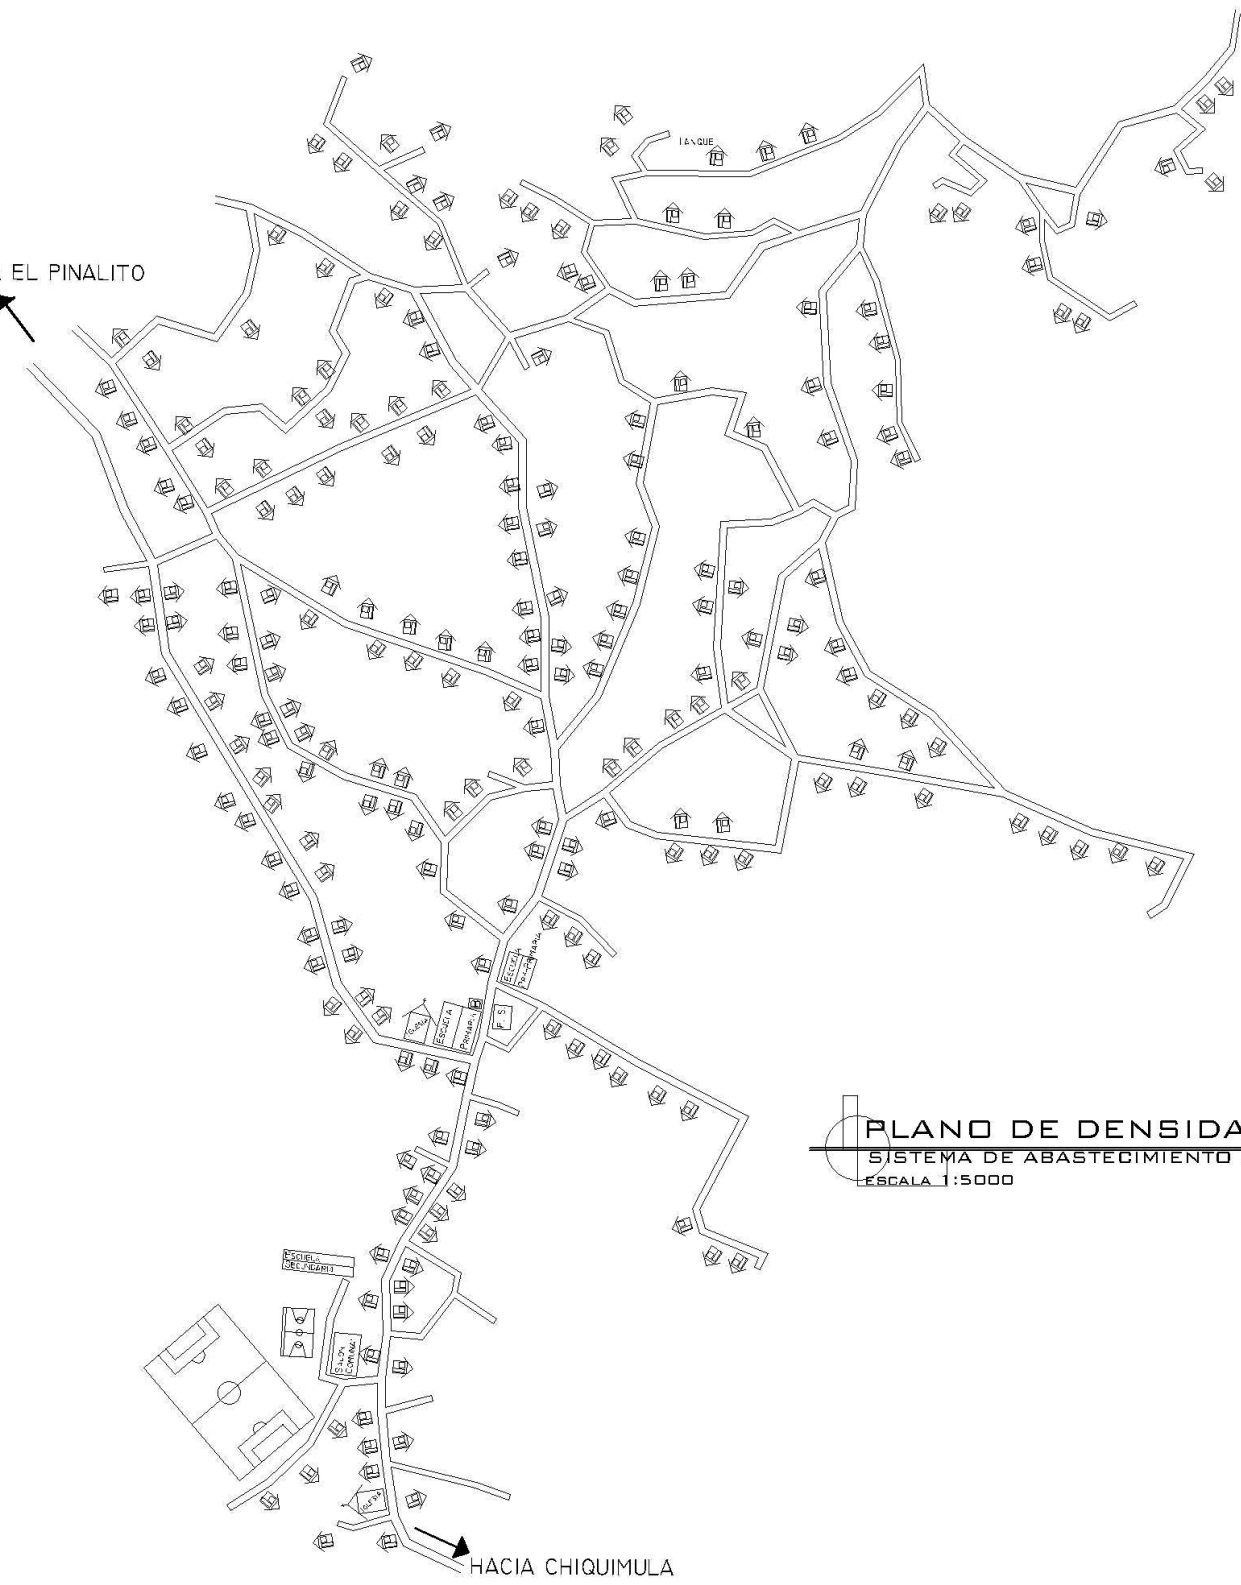 TANQUE
EL PINALITO
ESCUELA
PRE-PRIMARIA
IGLESIA
ESCUELA
PRIMARIA
B
F. S.
PLANO DE DENSIDA
SISTEMA DE ABASTECIMIENTO
ESCALA 1:5000
ESCUELA
SECUNDARIA
SALON
COMUNAL
IGLESIA
HACIA CHIQUIMULA